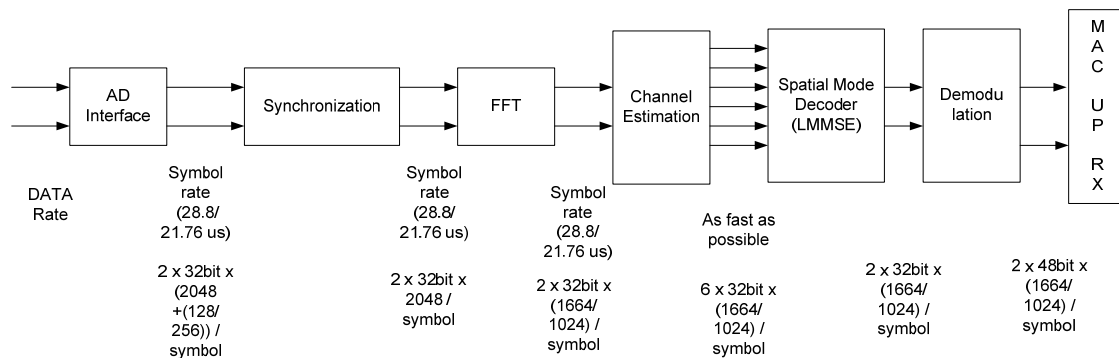 AD
Interface
Synchronization
FFT
Channel
Estimation
Spatial Mode
Decoder
(LMMSE)
Demodu
lation
M
A
C
U
P
R
X
DATA
Rate
Symbol
rate
(28.8/
21.76 us)
2 x 32bit x
(2048
+(128/
256)) /
symbol
Symbol
rate
(28.8/
21.76 us)
2 x 32bit x
2048 /
symbol
Symbol
rate
(28.8/
21.76 us)
2 x 32bit x
(1664/
1024) /
symbol
As fast as
possible
6 x 32bit x
(1664/
1024) /
symbol
2 x 32bit x
(1664/
1024) /
symbol
2 x 48bit x
(1664/
1024) /
symbol